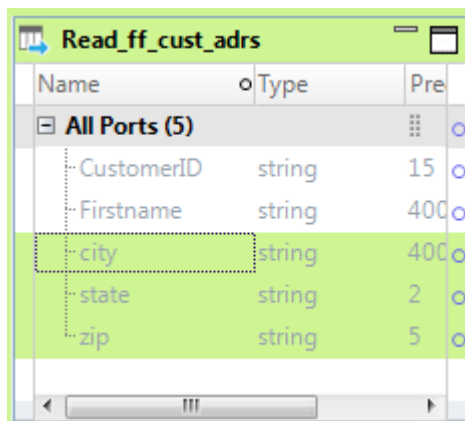 Read_ff_cust_adrs
Name Type Pre
All Ports (5)
CustomerID string 15
Firstname string 400
city string 400
state string 2
zip string 5